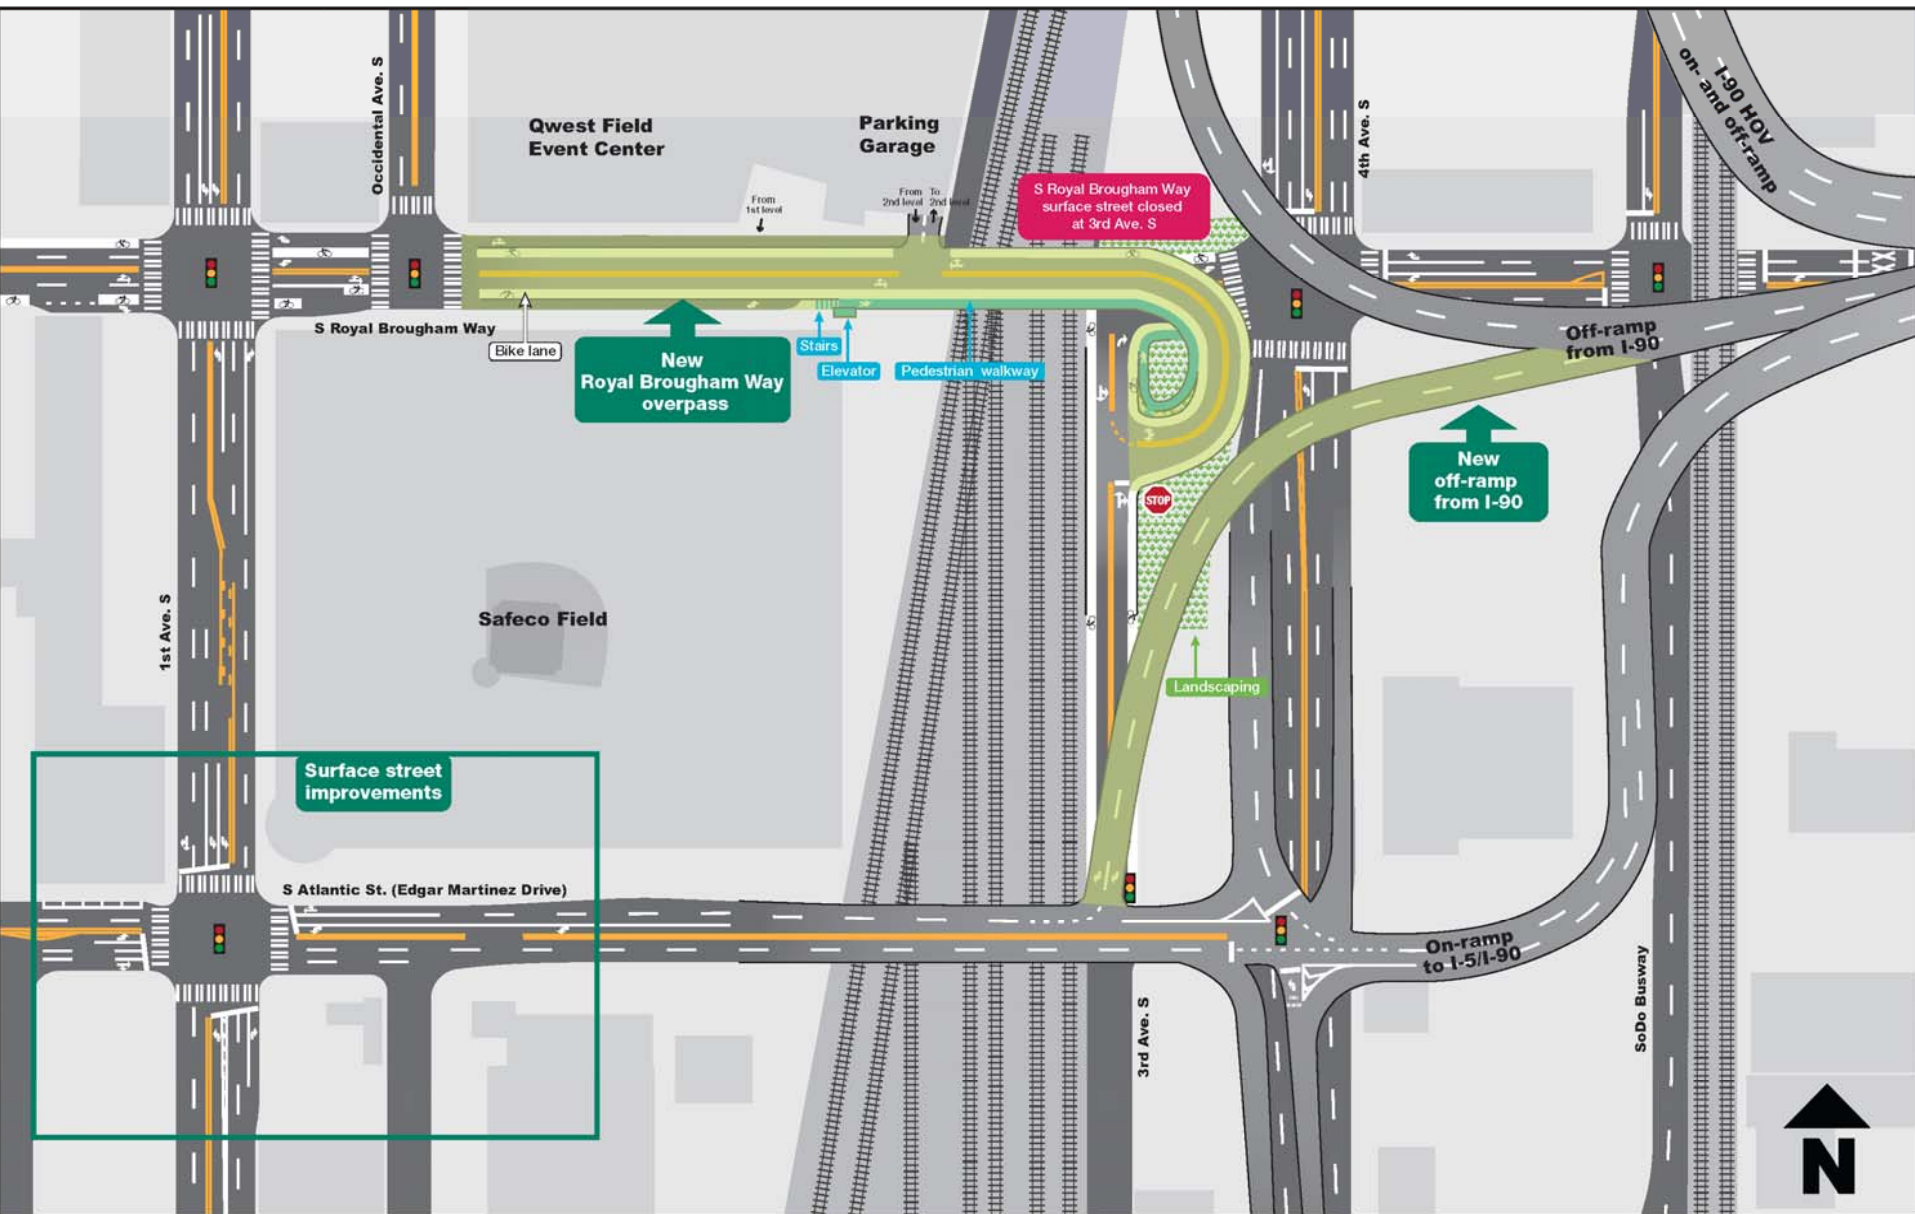 Occidental Ave. S
Qwest Field
Event Center
Parking
Garage
From
1st level
From
2nd level
To
2nd level
S Royal Brougham Way
surface street closed
at 3rd Ave. S
4th Ave. S
I-90 HOV
on- and off-ramp
S Royal Brougham Way
Bike lane
New
Royal Brougham Way
overpass
Stairs
Elevator
Pedestrian walkway
Off-ramp
from I-90
New
off-ramp
from I-90
STOP
1st Ave. S
Safeco Field
Landscaping
Surface street
improvements
S Atlantic St. (Edgar Martinez Drive)
On-ramp
to I-5/I-90
3rd Ave. S
SoDo Busway
N